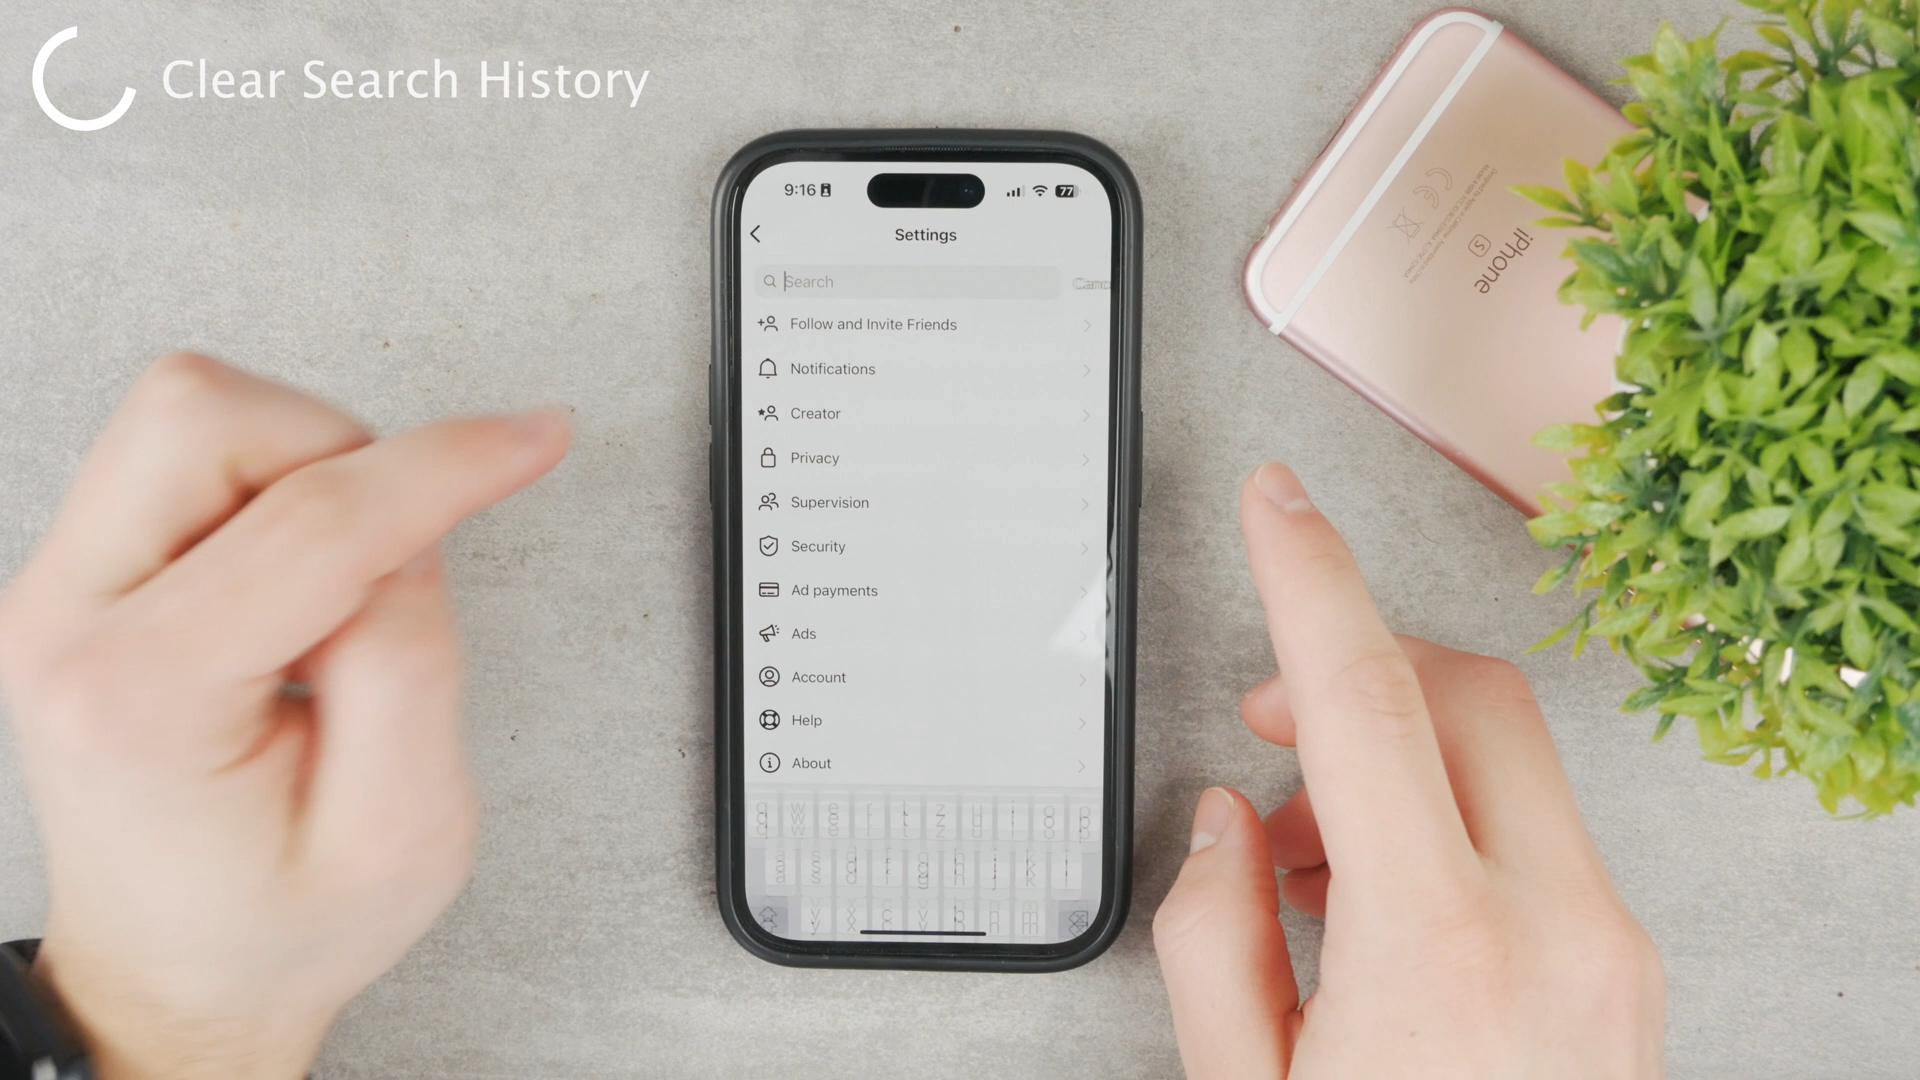 Clear Search History
9:16
77
Settings
Search
Canc
Follow and Invite Friends
Notifications
Creator
Privacy
Supervision
Security
Ad payments
Ads
Account
Help
About
q w e r t z u i o p
a s d f g h j k l
y x c v b n m
iPhone
S